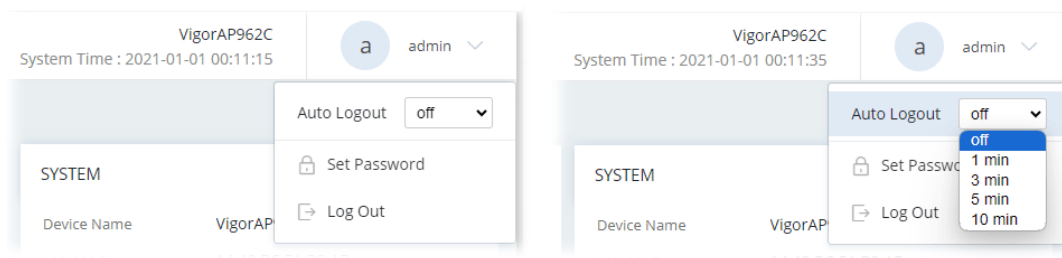 VigorAP962C
System Time : 2021-01-01 00:11:15
a
admin
Auto Logout off
Set Password
SYSTEM
Log Out
Device Name VigorAP
VigorAP962C
System Time : 2021-01-01 00:11:35
a
admin
Auto Logout off
off
1 min
3 min
5 min
10 min
Set Passwo
SYSTEM
Log Out
Device Name VigorAP